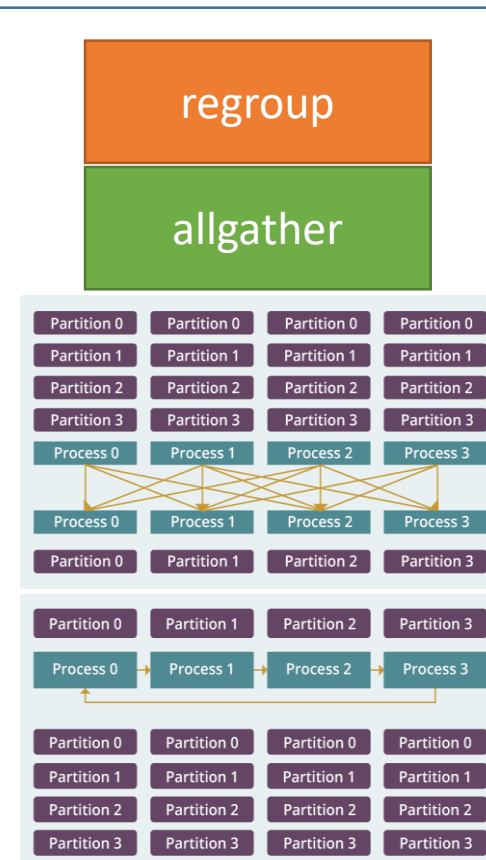 regroup
allgather
Partition 0 Partition 0 Partition 0 Partition 0
Partition 1 Partition 1 Partition 1 Partition 1
Partition 2 Partition 2 Partition 2 Partition 2
Partition 3 Partition 3 Partition 3 Partition 3
Process 0 Process 1 Process 2 Process 3
Process 0 Process 1 Process 2 Process 3
Partition 0 Partition 1 Partition 2 Partition 3
Partition 0 Partition 1 Partition 2 Partition 3
Process 0 Process 1 Process 2 Process 3
Partition 0 Partition 0 Partition 0 Partition 0
Partition 1 Partition 1 Partition 1 Partition 1
Partition 2 Partition 2 Partition 2 Partition 2
Partition 3 Partition 3 Partition 3 Partition 3